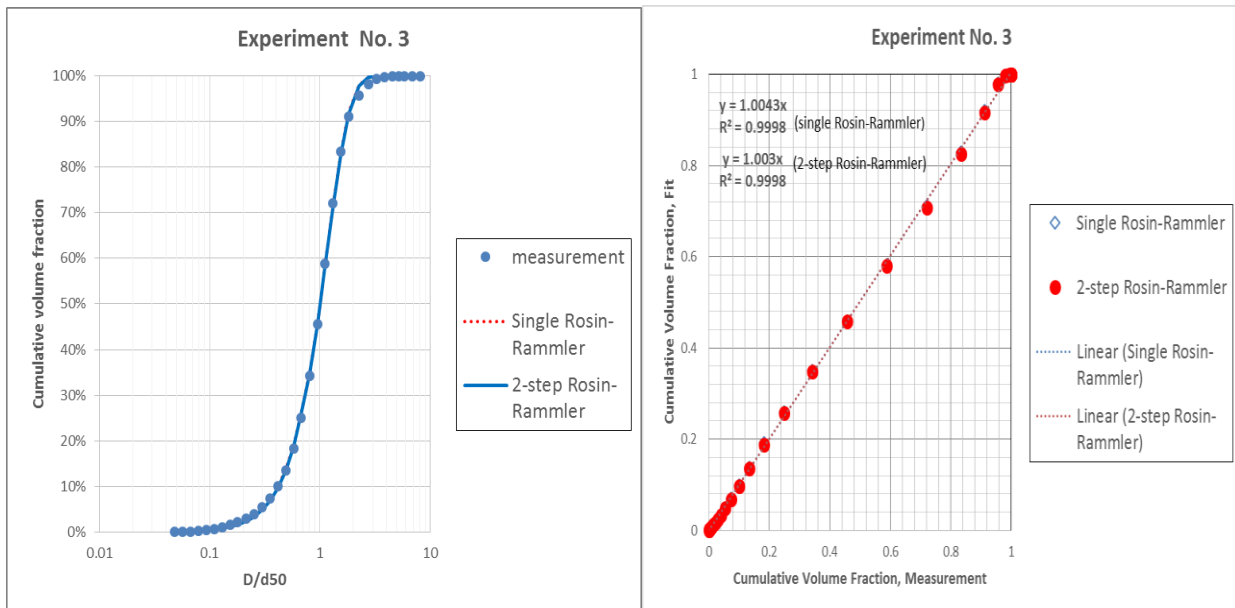 Experiment No. 3
100%
90%
80%
70%
60%
50%
40%
30%
20%
10%
0%
Cumulative volume fraction
0.01
0.1
1
10
D/d50
measurement
Single Rosin-
Rammler
2-step Rosin-
Rammler
Experiment No. 3
1
0.8
0.6
0.4
0.2
0
Cumulative Volume Fraction, Fit
y = 1.0043x
R² = 0.9998 (single Rosin-Rammler)
y = 1.003x (2-step Rosin-Rammler)
R² = 0.9998
0
0.2
0.4
0.6
0.8
1
Cumulative Volume Fraction, Measurement
Single Rosin-Rammler
2-step Rosin-Rammler
Linear (Single Rosin-
Rammler)
Linear (2-step Rosin-
Rammler)